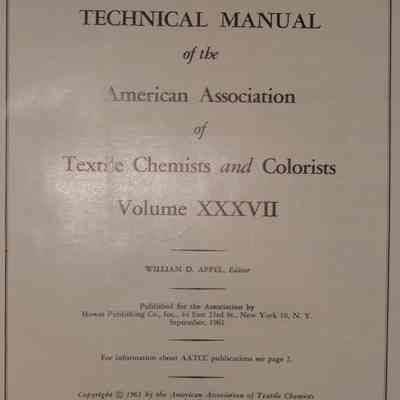 TECHNICAL MANUAL
of the
American Association
of
Textile Chemists and Colorists
Volume XXXVII
WILLIAM D. APPEL, Editor
Published for the Association by
Howes Publishing Co., Inc., 44 East 23rd St., New York 10, N. Y.
September, 1961
For information about AATCC publications see page 2.
Copyright © 1961 by the American Association of Textile Chemists